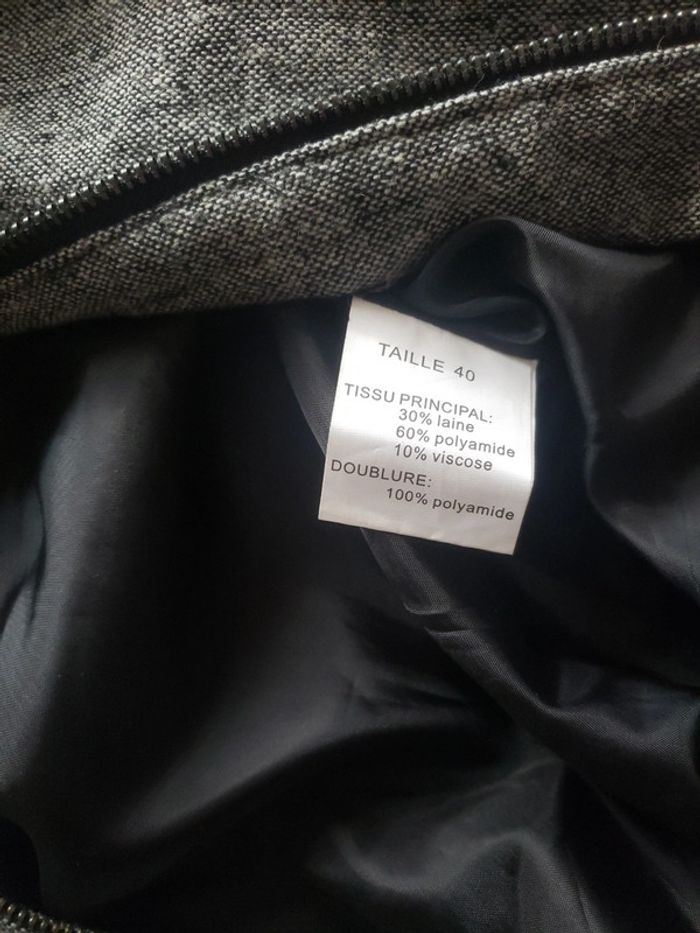 TAILLE 40
TISSU PRINCIPAL:
30% laine
60% polyamide
10% viscose
DOUBLURE:
100% polyamide